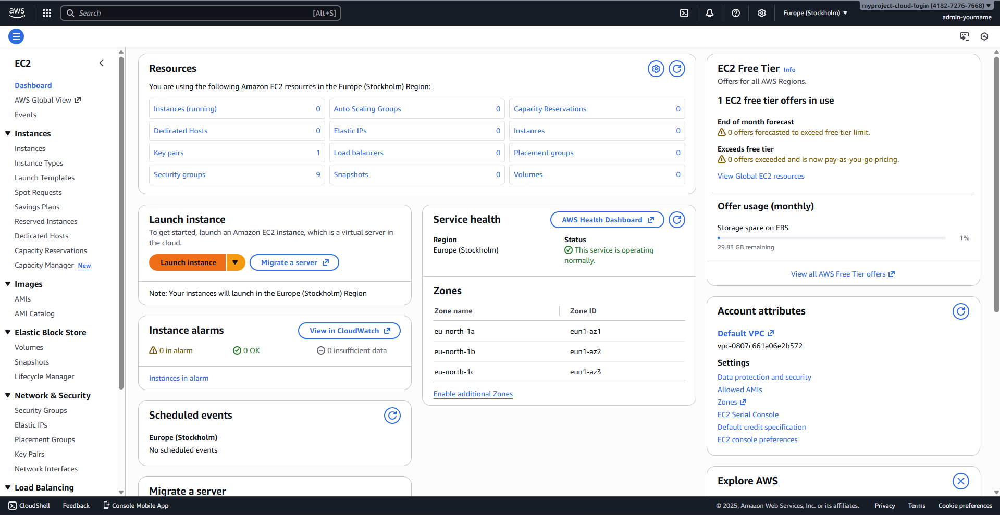 aws
Search
[Alt+S]
Europe (Stockholm)
myproject-cloud-login (4182-7276-7668)
admin-yourname
EC2
Dashboard
AWS Global View
Events
Instances
Instances
Instance Types
Launch Templates
Spot Requests
Savings Plans
Reserved Instances
Dedicated Hosts
Capacity Reservations
Capacity Manager New
Images
AMIs
AMI Catalog
Elastic Block Store
Volumes
Snapshots
Lifecycle Manager
Network & Security
Security Groups
Elastic IPs
Placement Groups
Key Pairs
Network Interfaces
Load Balancing
Resources
You are using the following Amazon EC2 resources in the Europe (Stockholm) Region:
Instances (running) 0 Auto Scaling Groups 0 Capacity Reservations 0
Dedicated Hosts 0 Elastic IPs 0 Instances 0
Key pairs 1 Load balancers 0 Placement groups 0
Security groups 9 Snapshots 0 Volumes 0
Launch instance
To get started, launch an Amazon EC2 instance, which is a virtual server in
the cloud.
Launch instance Migrate a server
Note: Your instances will launch in the Europe (Stockholm) Region
Instance alarms View in CloudWatch
0 in alarm 0 OK 0 insufficient data
Instances in alarm
Scheduled events
Europe (Stockholm)
No scheduled events
Migrate a server
Service health AWS Health Dashboard
Region Status
Europe (Stockholm) This service is operating
normally.
Zones
Zone name Zone ID
eu-north-1a eun1-az1
eu-north-1b eun1-az2
eu-north-1c eun1-az3
Enable additional Zones
EC2 Free Tier Info
Offers for all AWS Regions.
1 EC2 free tier offers in use
End of month forecast
0 offers forecasted to exceed free tier limit.
Exceeds free tier
0 offers exceeded and is now pay-as-you-go pricing.
View Global EC2 resources
Offer usage (monthly)
Storage space on EBS
1%
29.83 GB remaining
View all AWS Free Tier offers
Account attributes
Default VPC
vpc-0807c661a06e2b572
Settings
Data protection and security
Allowed AMIs
Zones
EC2 Serial Console
Default credit specification
EC2 console preferences
Explore AWS
CloudShell Feedback Console Mobile App
© 2025, Amazon Web Services, Inc. or its affiliates. Privacy Terms Cookie preferences